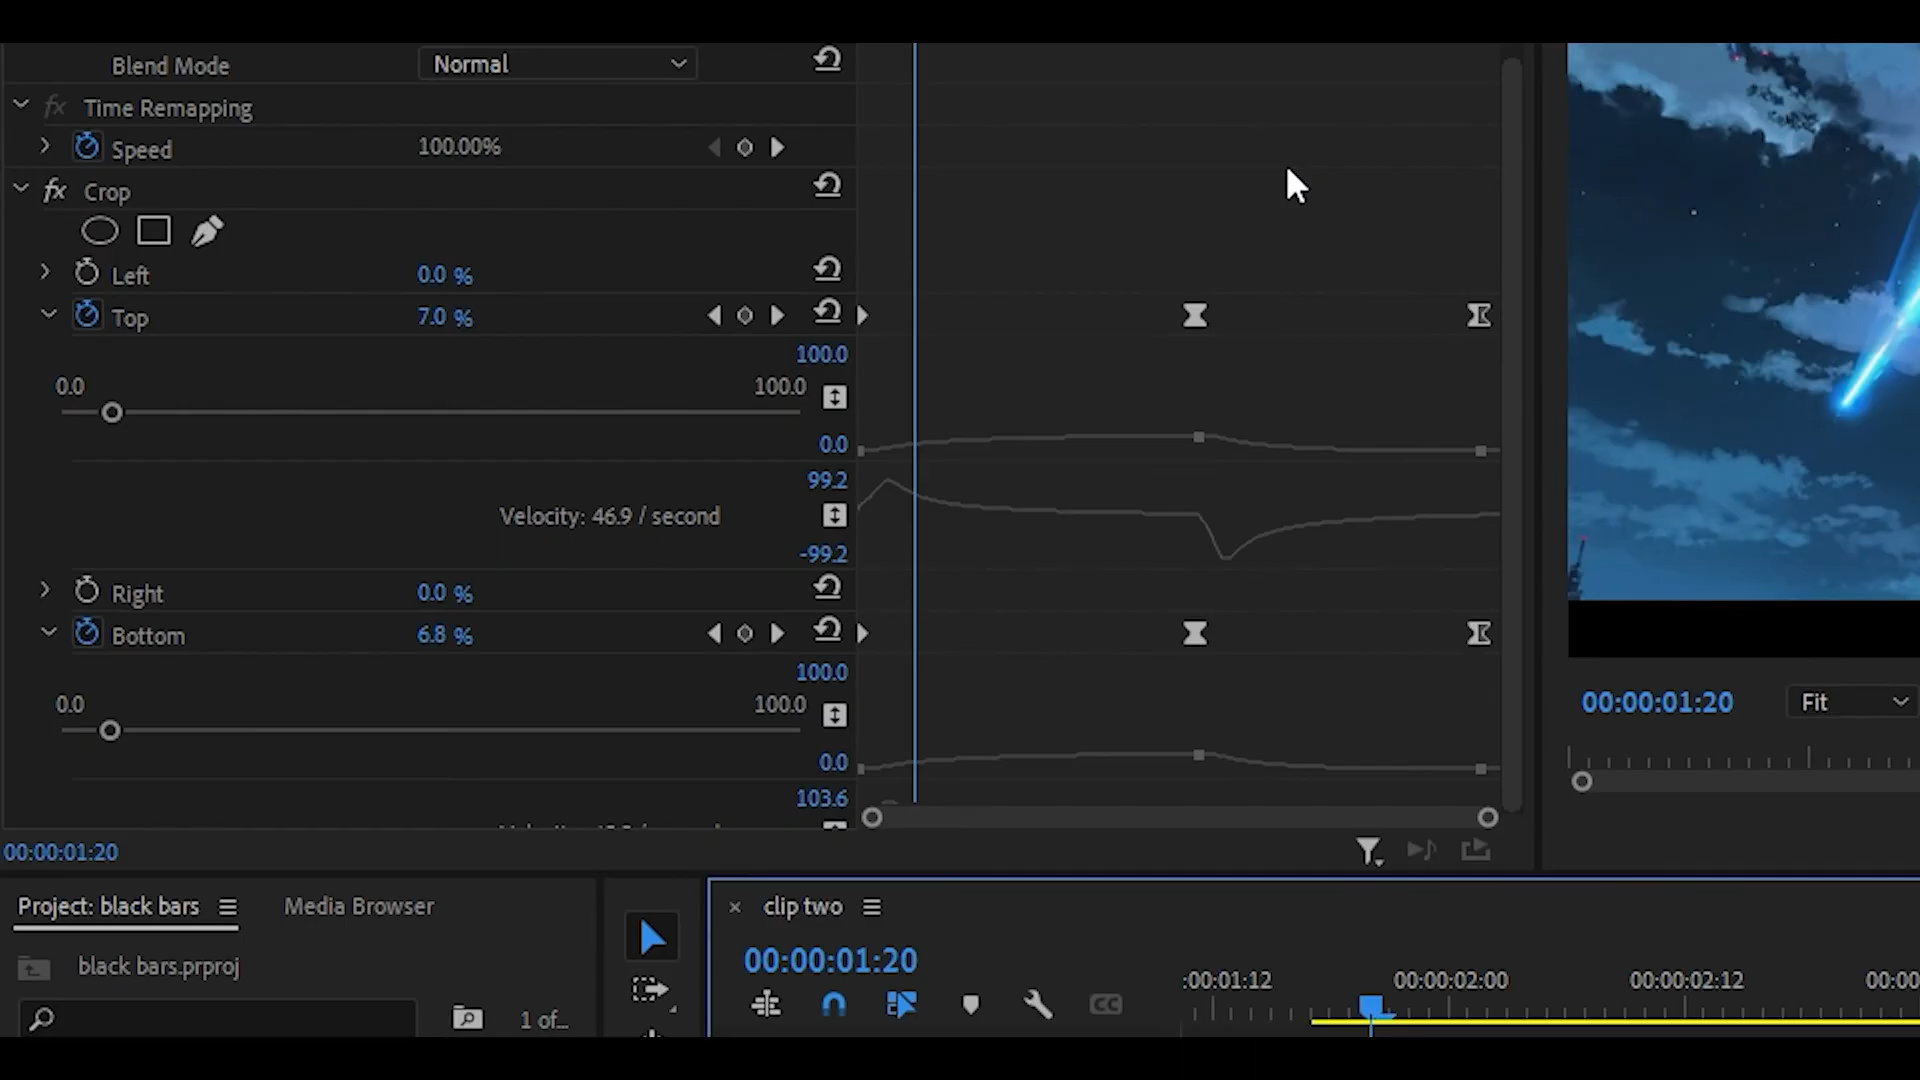 Blend Mode Normal
fx Time Remapping
Speed 100.00%
fx Crop
Left 0.0 %
Top 7.0 %
100.0
0.0 100.0
0.0
99.2
Velocity: 46.9 / second
-99.2
Right 0.0 %
Bottom 6.8 %
100.0
0.0 100.0
0.0
103.6
00:00:01:20
00:00:01:20 Fit
Project: black bars Media Browser
black bars.prproj
1 of...
clip two
00:00:01:20
:00:01:12 00:00:02:00 00:00:02:12 00:00
CC